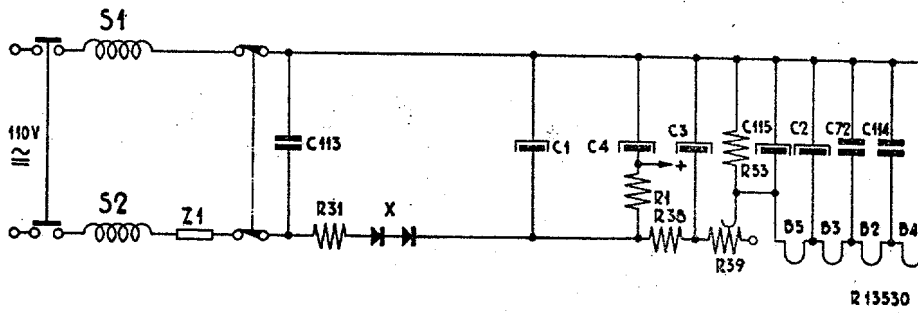 S1
110V
C113
C1
C4
C3
C115
C2
C72
C114
+
R1
R53
S2
Z1
R31
X
R38
R39
B5
B3
B2
B4
R 13530